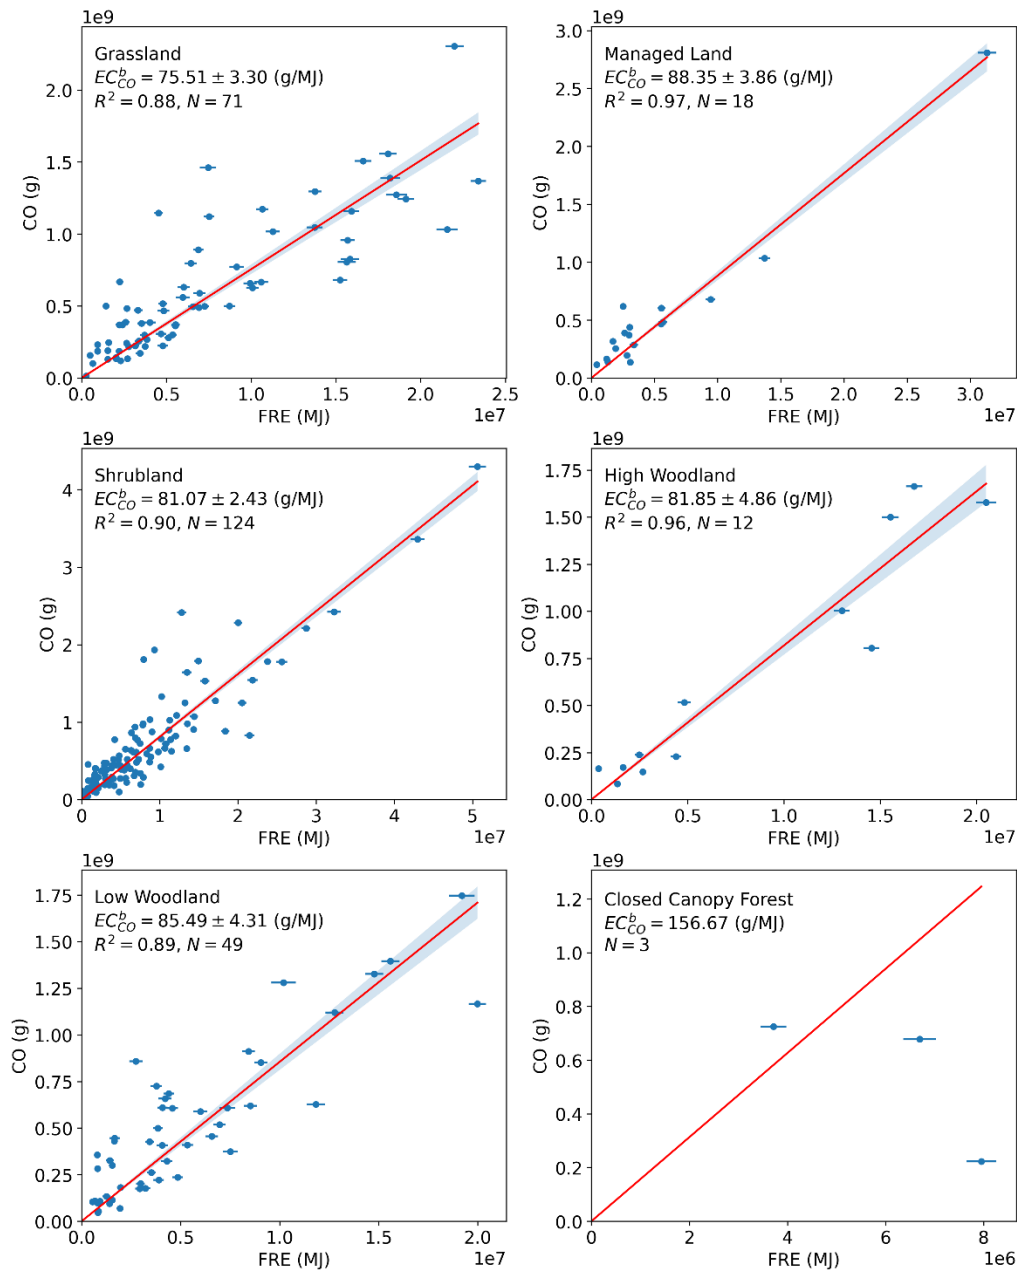 1e9
Grassland
EC^b_CO = 75.51 ± 3.30 (g/MJ)
R² = 0.88, N = 71
CO (g)
2.0
1.5
1.0
0.5
0.0
0.0 0.5 1.0 1.5 2.0 2.5
FRE (MJ)
1e7
1e9
Managed Land
EC^b_CO = 88.35 ± 3.86 (g/MJ)
R² = 0.97, N = 18
CO (g)
3.0
2.5
2.0
1.5
1.0
0.5
0.0
0.0 0.5 1.0 1.5 2.0 2.5 3.0
FRE (MJ)
1e7
1e9
Shrubland
EC^b_CO = 81.07 ± 2.43 (g/MJ)
R² = 0.90, N = 124
CO (g)
4
3
2
1
0
0 1 2 3 4 5
FRE (MJ)
1e7
1e9
High Woodland
EC^b_CO = 81.85 ± 4.86 (g/MJ)
R² = 0.96, N = 12
CO (g)
1.75
1.50
1.25
1.00
0.75
0.50
0.25
0.00
0.0 0.5 1.0 1.5 2.0
FRE (MJ)
1e7
1e9
Low Woodland
EC^b_CO = 85.49 ± 4.31 (g/MJ)
R² = 0.89, N = 49
CO (g)
1.75
1.50
1.25
1.00
0.75
0.50
0.25
0.00
0.0 0.5 1.0 1.5 2.0
FRE (MJ)
1e7
1e9
Closed Canopy Forest
EC^b_CO = 156.67 (g/MJ)
N = 3
CO (g)
1.2
1.0
0.8
0.6
0.4
0.2
0.0
0 2 4 6 8
FRE (MJ)
1e6